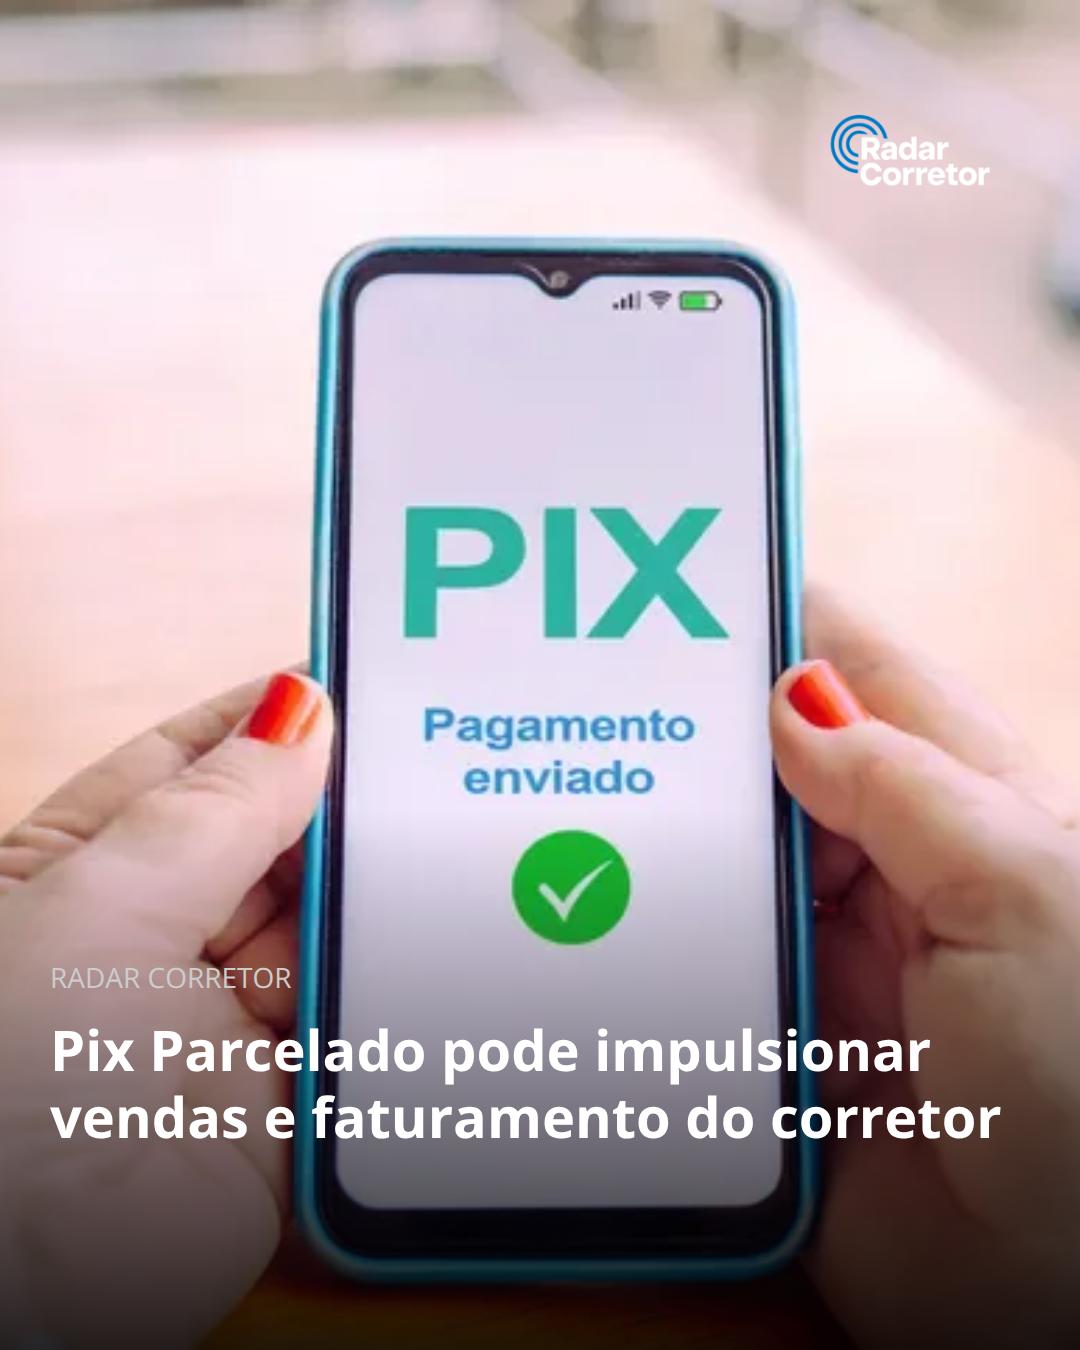 Radar
Corretor
PIX
Pagamento
enviado
RADAR CORRETOR
Pix Parcelado pode impulsionar
vendas e faturamento do corretor